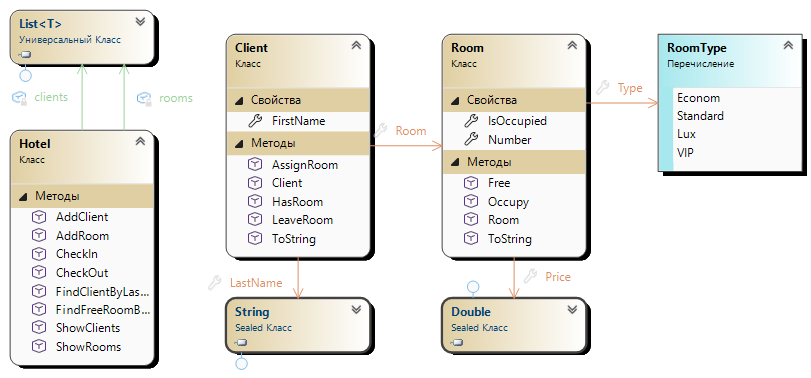 List<T>
Универсальный Класс
clients
rooms
Hotel
Класс
Методы
AddClient
AddRoom
CheckIn
CheckOut
FindClientByLas...
FindFreeRoomB...
ShowClients
ShowRooms
Client
Класс
Свойства
FirstName
Методы
AssignRoom
Client
HasRoom
LeaveRoom
ToString
Room
LastName
String
Sealed Класс
Room
Класс
Свойства
IsOccupied
Number
Методы
Free
Occupy
Room
ToString
Type
Price
Double
Sealed Класс
RoomType
Перечисление
Econom
Standard
Lux
VIP